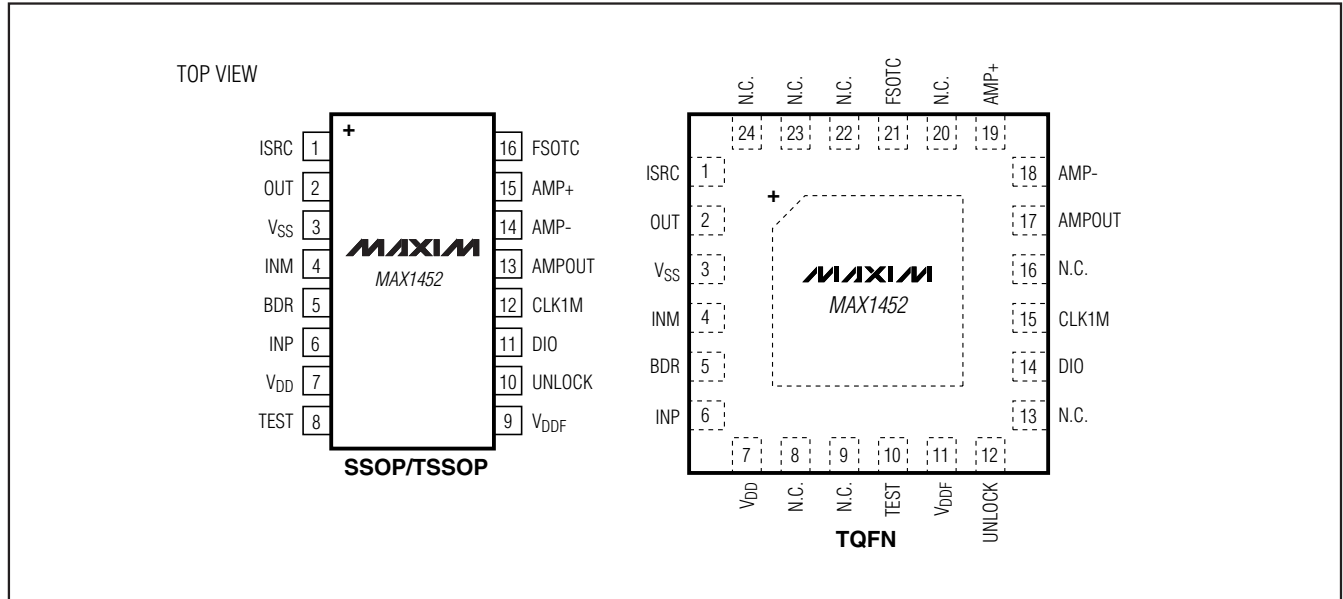 TOP VIEW
+
ISRC 1
OUT 2
VSS 3
INM 4
BDR 5
INP 6
VDD 7
TEST 8
16 FSOTC
15 AMP+
14 AMP-
13 AMPOUT
12 CLK1M
11 DIO
10 UNLOCK
9 VDDF
MAXIM
MAX1452
SSOP/TSSOP
N.C. N.C. N.C. FSOTC N.C. AMP+
24 23 22 21 20 19
ISRC 1
OUT 2
VSS 3
INM 4
BDR 5
INP 6
18 AMP-
17 AMPOUT
16 N.C.
15 CLK1M
14 DIO
13 N.C.
+
MAXIM
MAX1452
7 8 9 10 11 12
VDD N.C. N.C. TEST VDDF UNLOCK
TQFN